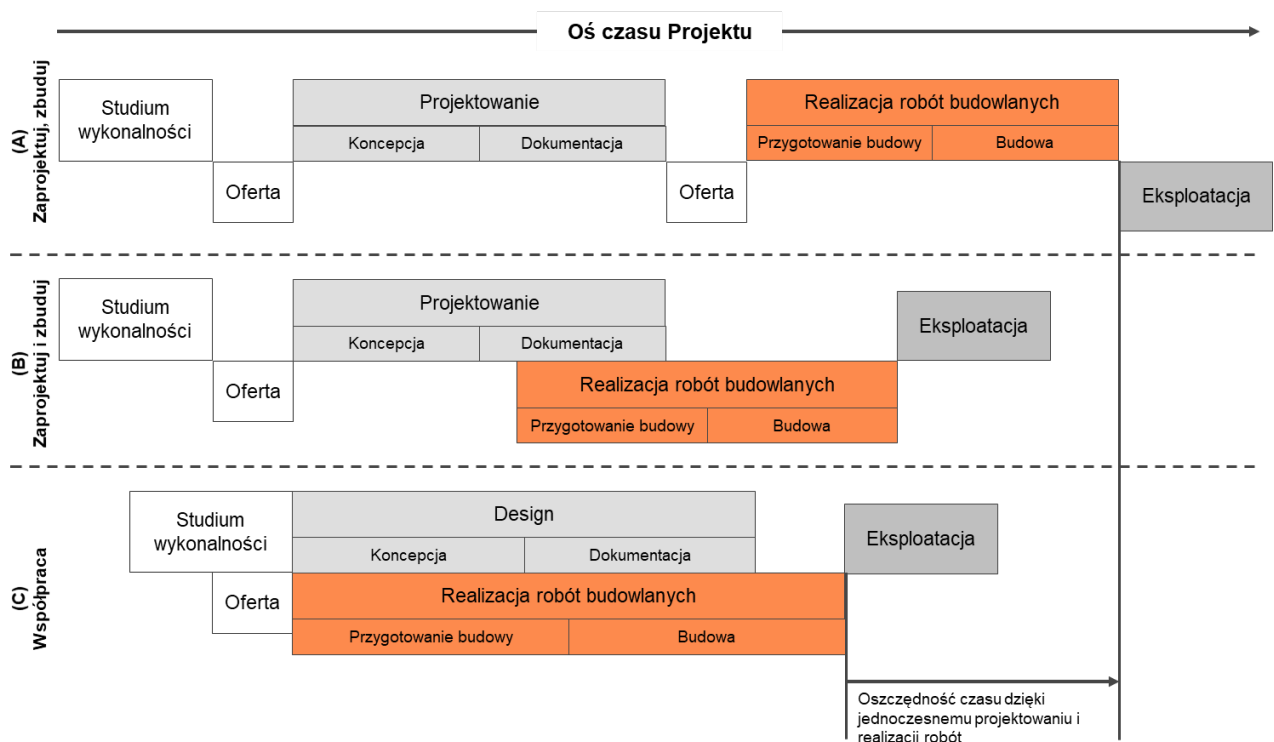 Oś czasu Projektu
(A)
Zaprojektuj, zbuduj
Studium
wykonalności
Oferta
Projektowanie
Koncepcja
Dokumentacja
Oferta
Realizacja robót budowlanych
Przygotowanie budowy
Budowa
Eksploatacja
(B)
Zaprojektuj i zbuduj
Studium
wykonalności
Oferta
Projektowanie
Koncepcja
Dokumentacja
Realizacja robót budowlanych
Przygotowanie budowy
Budowa
Eksploatacja
(C)
Współpraca
Studium
wykonalności
Oferta
Design
Koncepcja
Dokumentacja
Realizacja robót budowlanych
Przygotowanie budowy
Budowa
Eksploatacja
Oszczędność czasu dzięki
jednoczesnemu projektowaniu i
realizacji robót